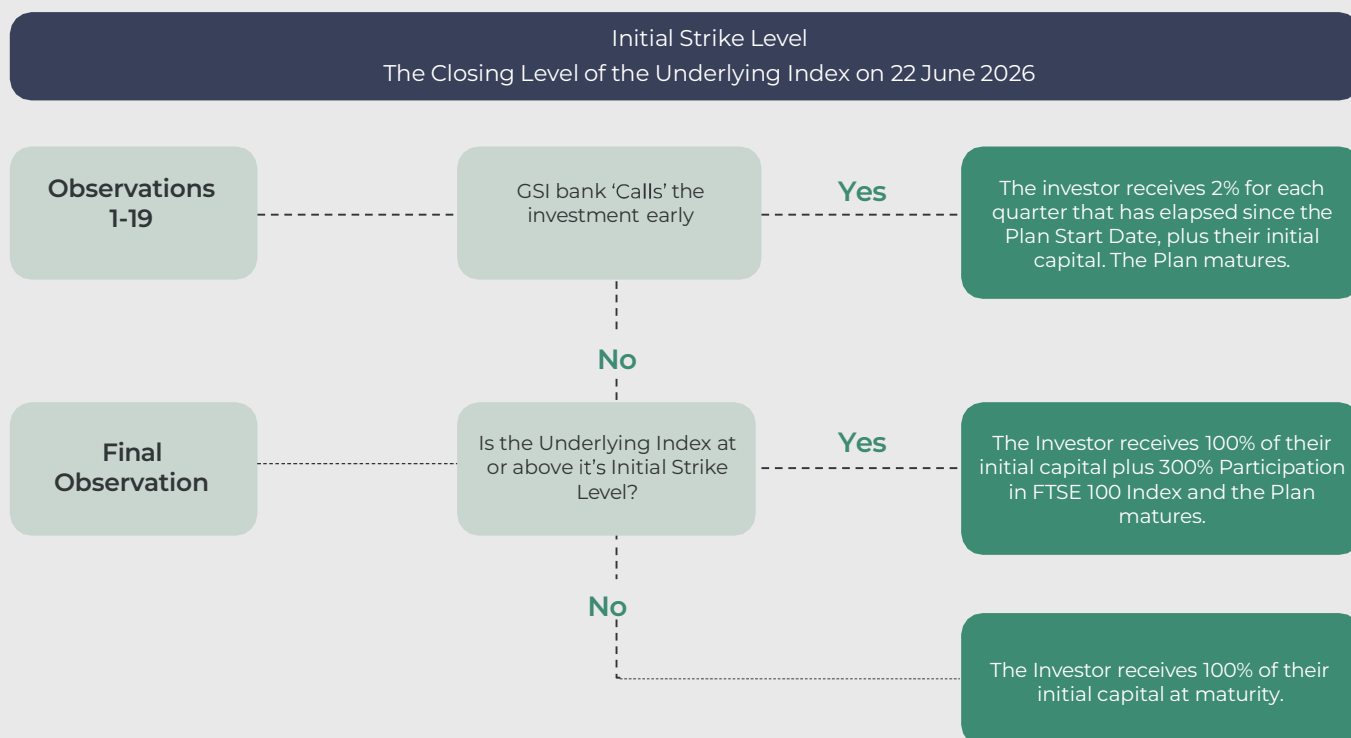 Initial Strike Level
The Closing Level of the Underlying Index on 22 June 2026
Observations
1-19
GSI bank ‘Calls’ the
investment early
Yes
The investor receives 2% for each
quarter that has elapsed since the
Plan Start Date, plus their initial
capital. The Plan matures.
No
Final
Observation
Is the Underlying Index at
or above it’s Initial Strike
Level?
Yes
The Investor receives 100% of their
initial capital plus 300% Participation
in FTSE 100 Index and the Plan
matures.
No
The Investor receives 100% of their
initial capital at maturity.